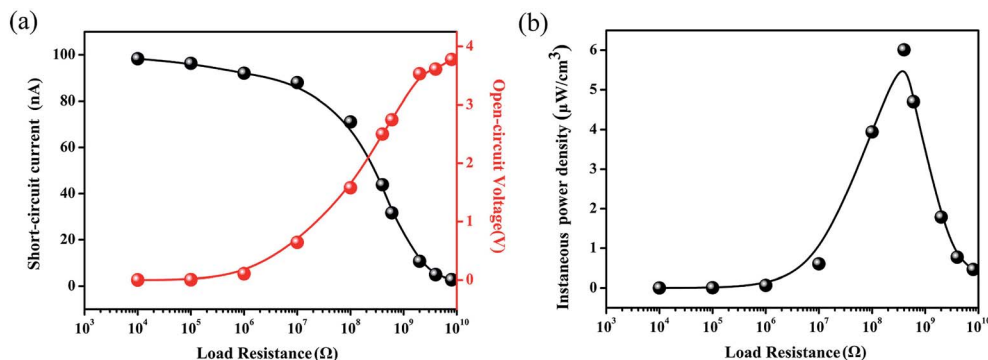 (a)
100
80
60
40
20
0
Short-circuit current (nA)
4
3
2
1
0
Open-circuit Voltage(V)
10³ 10⁴ 10⁵ 10⁶ 10⁷ 10⁸ 10⁹ 10¹⁰
Load Resistance(Ω)
(b)
6
5
4
3
2
1
0
Instaneous power density(μW/cm³)
10³ 10⁴ 10⁵ 10⁶ 10⁷ 10⁸ 10⁹ 10¹⁰
Load Resistance(Ω)